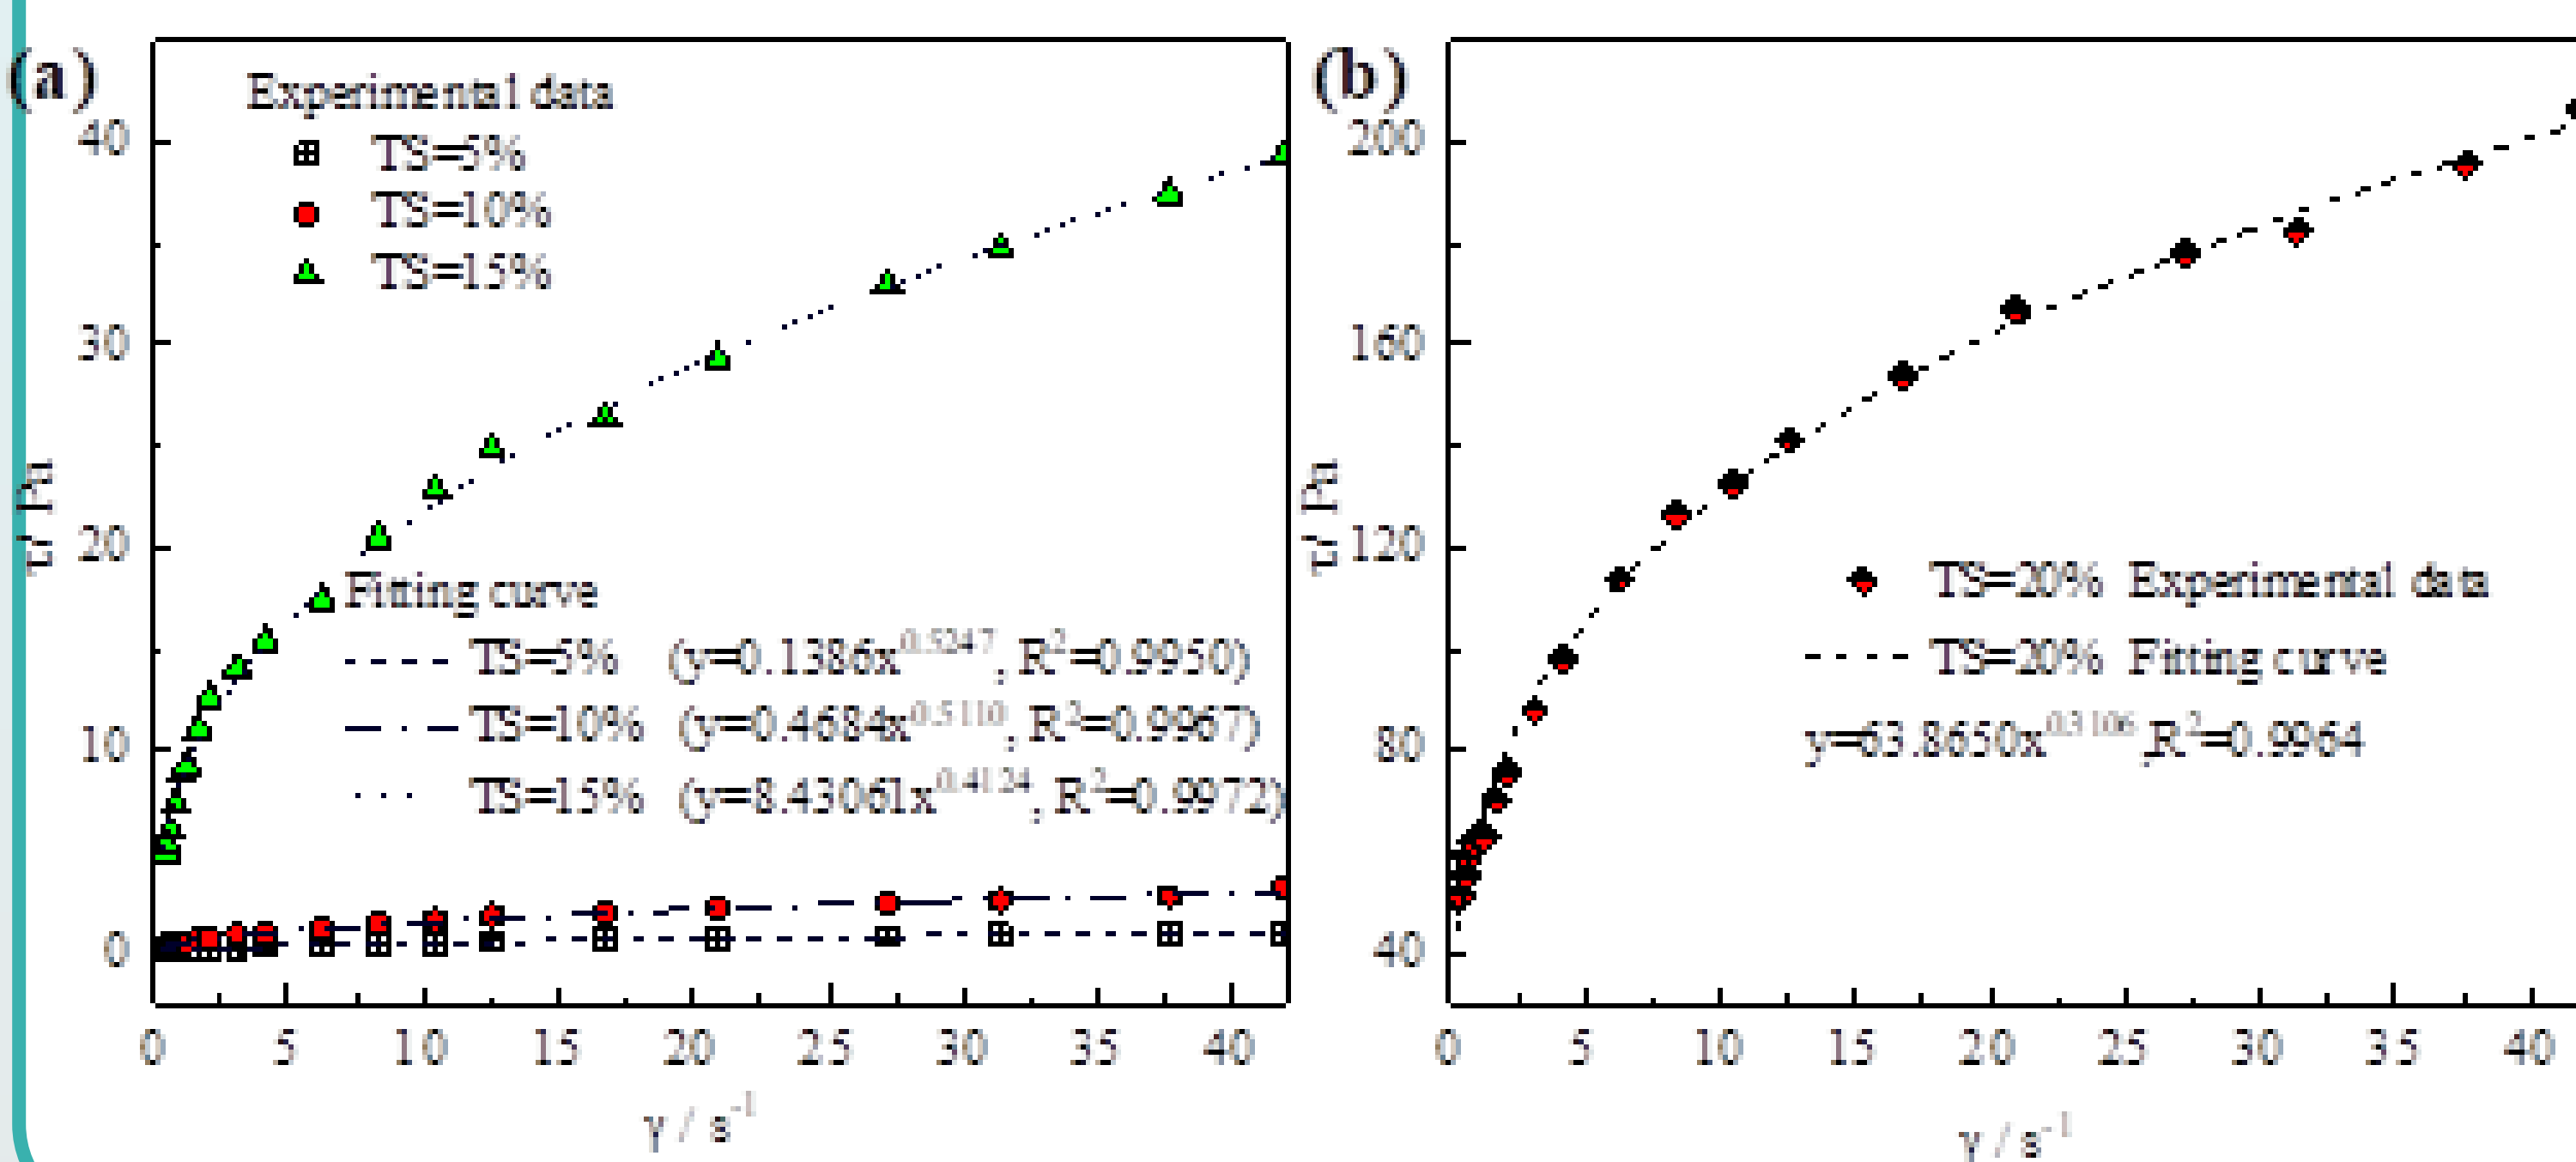 (a)
Experimental data
TS=5%
TS=10%
TS=15%
40
30
20
10
0
τ/ Pa
Fitting curve
TS=5% (y=0.1386x^0.5247, R²=0.9950)
TS=10% (y=0.4684x^0.5110, R²=0.9967)
TS=15% (y=8.43061x^0.4124, R²=0.9972)
0 5 10 15 20 25 30 35 40
γ / s⁻¹
(b)
200
160
120
80
40
τ/ Pa
TS=20% Experimental data
TS=20% Fitting curve
y=63.8650x^0.3106,R²=0.9964
0 5 10 15 20 25 30 35 40
γ / s⁻¹